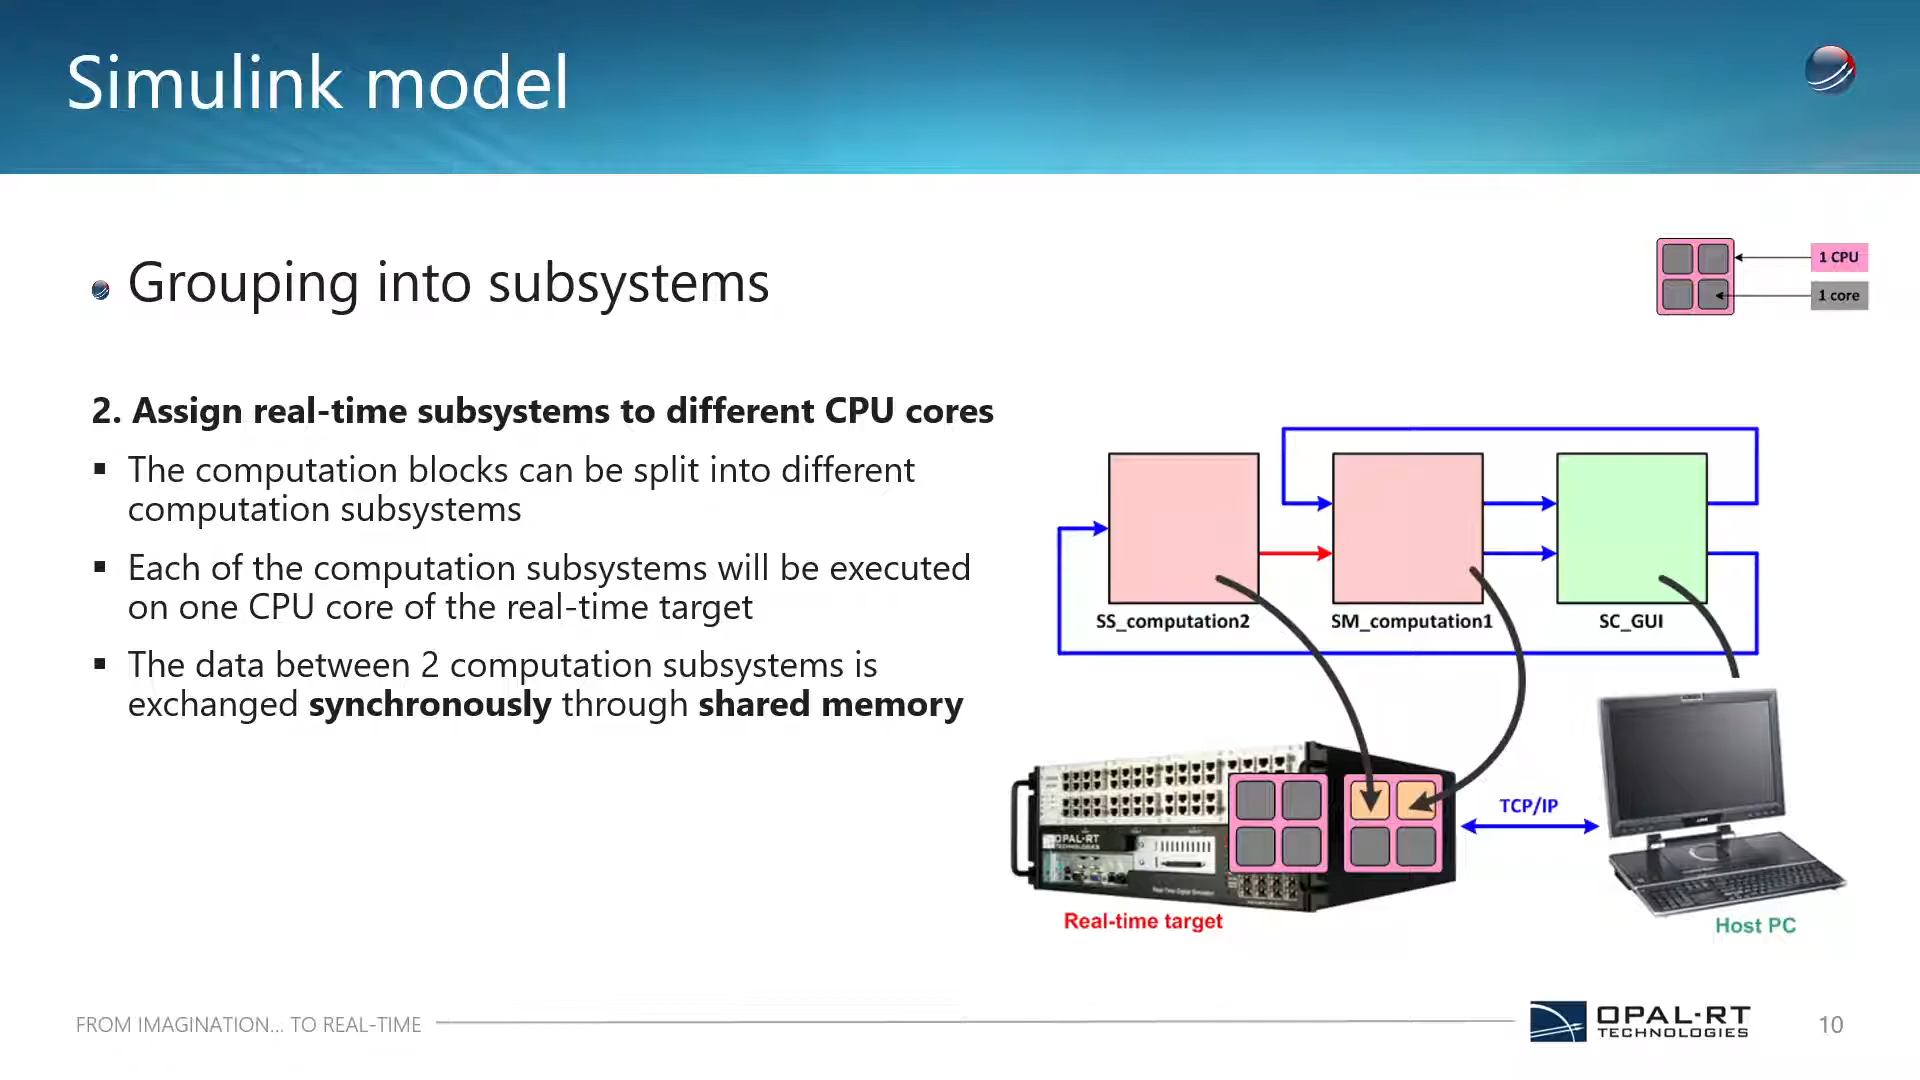 Simulink model
Grouping into subsystems
1 CPU
1 core
2. Assign real-time subsystems to different CPU cores
▪ The computation blocks can be split into different
computation subsystems
▪ Each of the computation subsystems will be executed
on one CPU core of the real-time target
▪ The data between 2 computation subsystems is
exchanged synchronously through shared memory
SS_computation2
SM_computation1
SC_GUI
TCP/IP
OPAL-RT
TECHNOLOGIES
Real-time target
Host PC
FROM IMAGINATION... TO REAL-TIME
OPAL-RT
TECHNOLOGIES
10